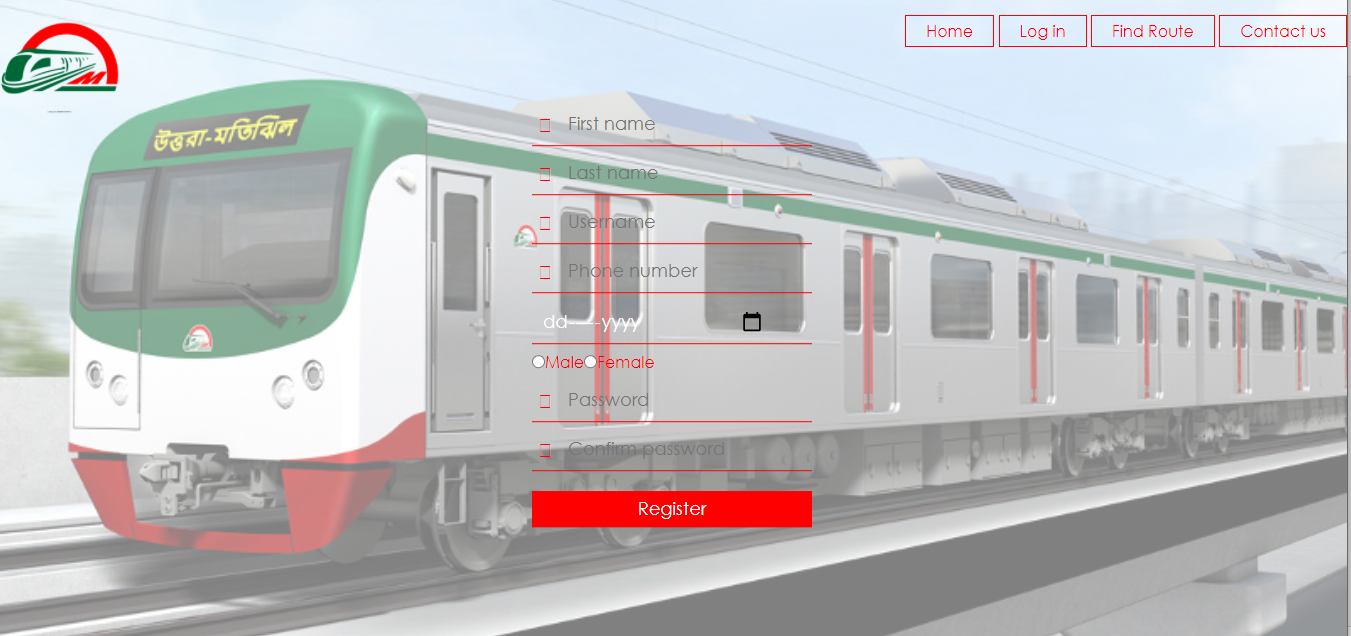 Home Log in Find Route Contact us
উত্তরা-মতিঝিল
First name
Last name
Username
Phone number
dd-----yyyy
Male Female
Password
Confirm password
Register